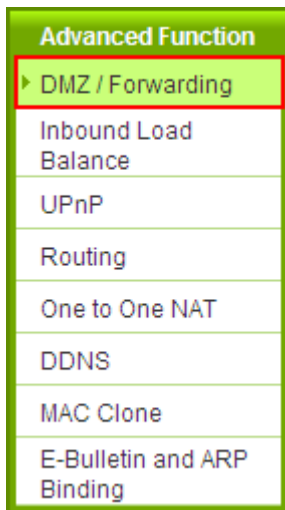 Advanced Function
DMZ / Forwarding
Inbound Load
Balance
UPnP
Routing
One to One NAT
DDNS
MAC Clone
E-Bulletin and ARP
Binding